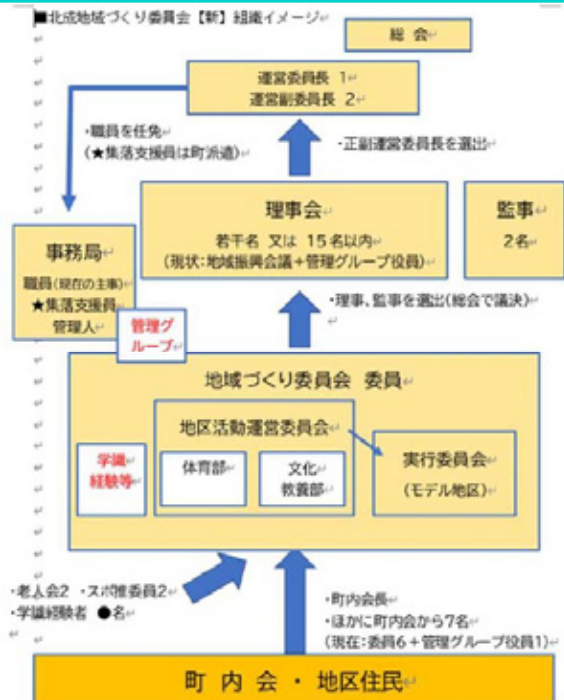 ■北成地域づくり委員会【新】組織イメージ
総 会
運営委員長 1
運営副委員長 2
・職員を任免
(★集落支援員は町派遣)
・正副運営委員長を選出
理事会
若干名 又は 15名以内
(現状:地域振興会議+管理グループ役員)
監事
2名
事務局
職員(現在の主事)
★集落支援員
管理人
管理グ
ループ
・理事、監事を選出(総会で議決)
地域づくり委員会 委員
地区活動運営委員会
学識
経験等
体育部
文化
教養部
実行委員会
(モデル地区)
・老人会2 ・スポ推委員2
・学識経験者 ●名
・町内会長
・ほかに町内会から7名
(現在:委員6+管理グループ役員1)
町 内 会 ・ 地区住民